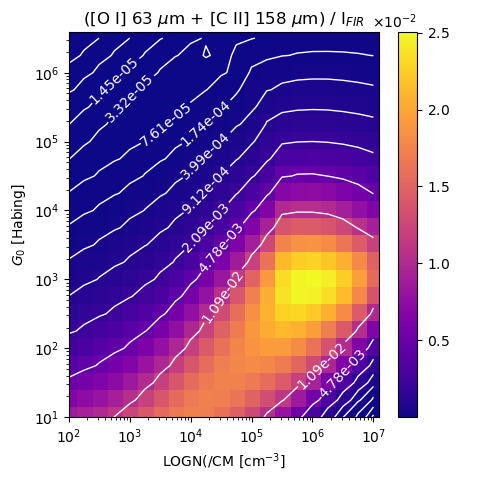 ([O I] 63 μm + [C II] 158 μm) / I_{FIR}
×10^{−2}
G_0 [Habing]
10^6
10^5
10^4
10^3
10^2
10^1
1.45e-05
3.32e-05
7.61e-05
1.74e-04
3.99e-04
9.12e-04
2.09e-03
4.78e-03
1.09e-02
1.09e-02
4.78e-03
2.5
2.0
1.5
1.0
0.5
10^2 10^3 10^4 10^5 10^6 10^7
LOGN(/CM [cm^{−3}]